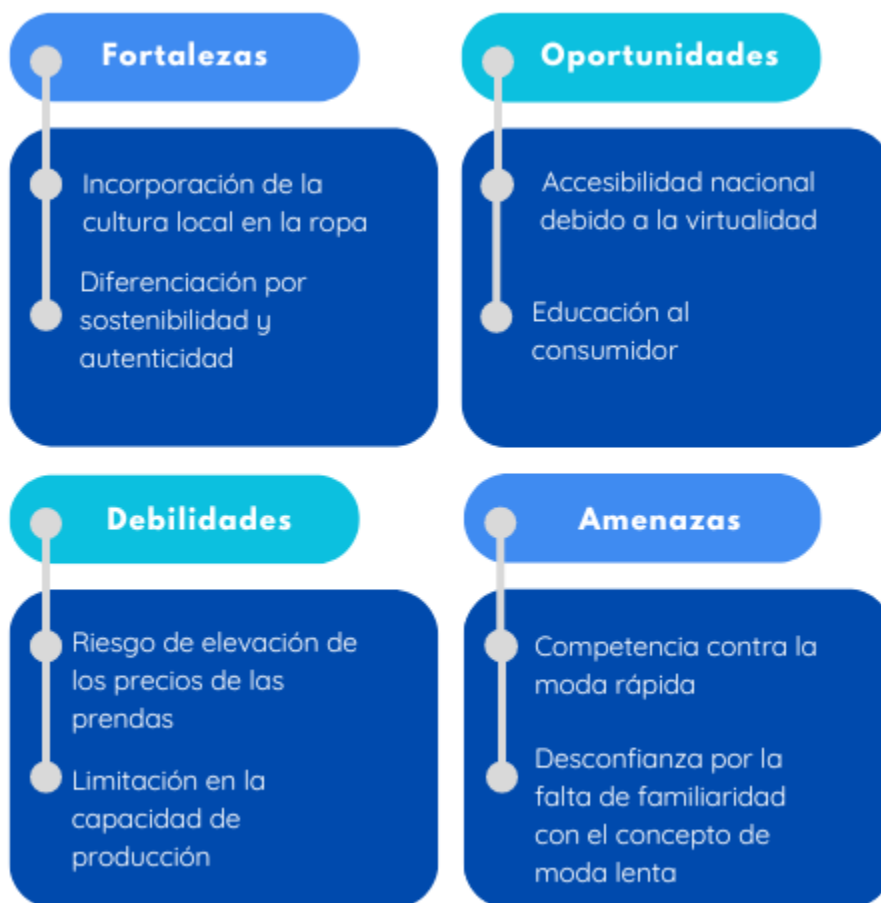 Fortalezas
Incorporación de la
cultura local en la ropa
Diferenciación por
sostenibilidad y
autenticidad
Oportunidades
Accesibilidad nacional
debido a la virtualidad
Educación al
consumidor
Debilidades
Riesgo de elevación de
los precios de las
prendas
Limitación en la
capacidad de
producción
Amenazas
Competencia contra la
moda rápida
Desconfianza por la
falta de familiaridad
con el concepto de
moda lenta